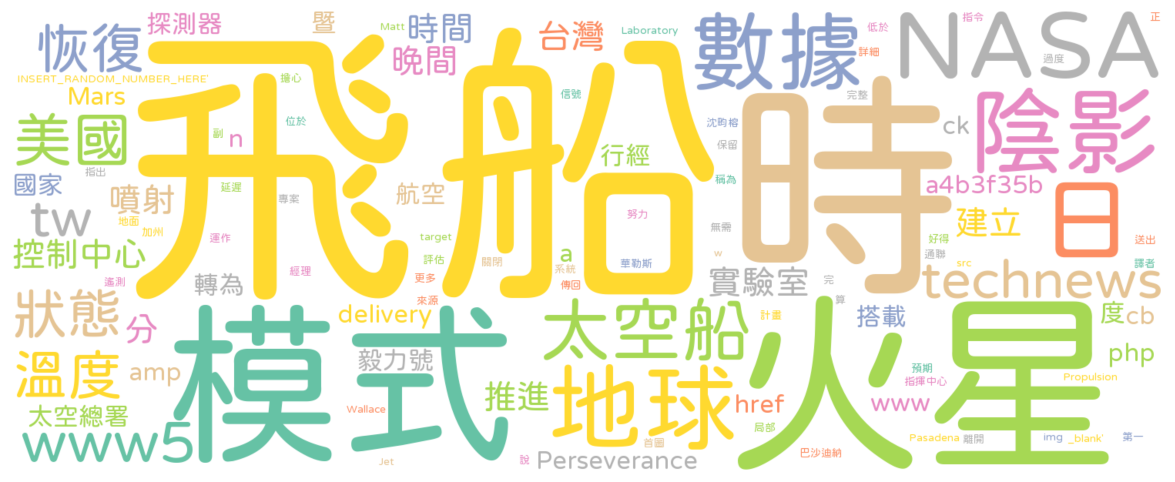 飛船
時
模式
火星
NASA
數據
陰影
日
恢復
探測器
暨
Matt
時間
晚間
台灣
Laboratory
低於
指令
正
詳細
過度
INSERT_RANDOM_NUMBER_HERE'
Mars
擔心
信號
完整
美國
位於
副
n
指出
延遲
專案
行經
沈昀榕
保留
稱為
ck
國家
噴射
航空
努力
無需
a4b3f35b
tw
地面
加州
運作
target
a
華勒斯
w
好得
通聯
建立
送出
譯者
控制中心
遙測
經理
轉為
評估
更多
來源
關閉
系統
傳回
實驗室
完
算
src
technews
狀態
分
delivery
太空船
計畫
搭載
度
cb
溫度
amp
毅力號
推進
地球
href
預期
指揮中心
www
php
Propulsion
太空總署
Wallace
局部
www5
Jet
說
首圖
Perseverance
巴沙迪納
Pasadena
離開
img
_blank'
第一